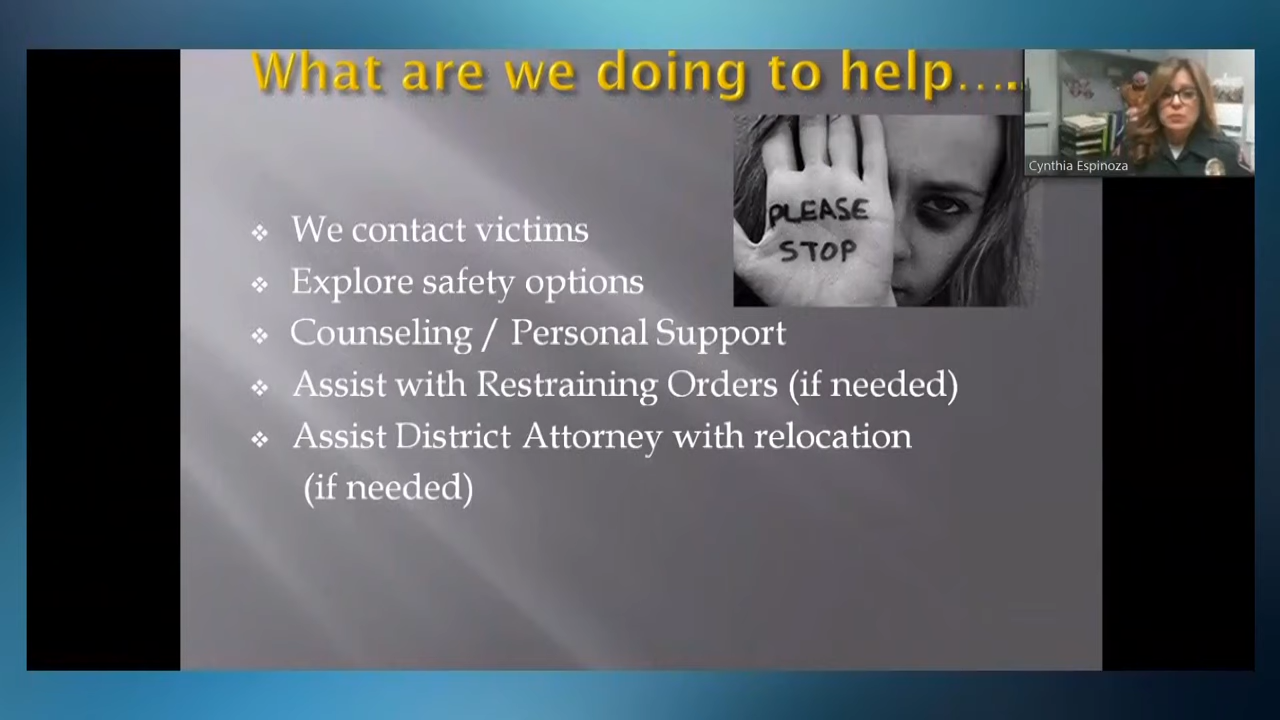 What are we doing to help…..
Cynthia Espinoza
PLEASE
STOP
❖ We contact victims
❖ Explore safety options
❖ Counseling / Personal Support
❖ Assist with Restraining Orders (if needed)
❖ Assist District Attorney with relocation
(if needed)